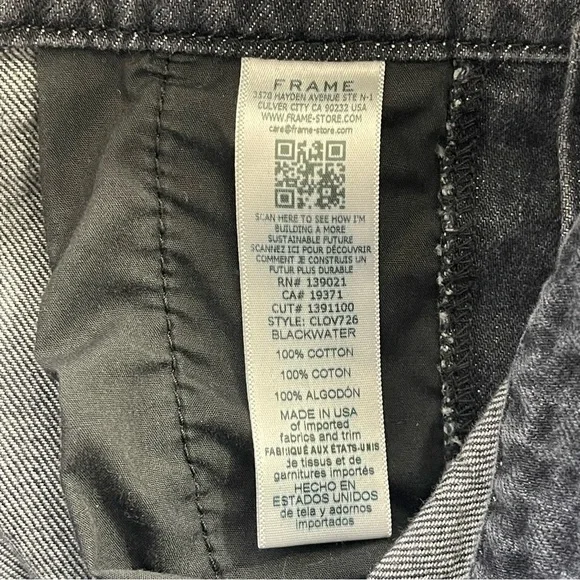 FRAME
3578 HAYDEN AVENUE STE N-1
CULVER CITY CA 90232 USA
WWW.FRAME-STORE.COM
care@frame-store.com
SCAN HERE TO SEE HOW I'M
BUILDING A MORE
SUSTAINABLE FUTURE
SCANNEZ ICI POUR DÉCOUVRIR
COMMENT JE CONSTRUIS UN
FUTUR PLUS DURABLE
RN# 139021
CA# 19371
CUT# 1391100
STYLE: CLOV726
BLACKWATER
100% COTTON
100% COTON
100% ALGODÓN
MADE IN USA
of imported
fabrics and trim
FABRIQUÉ AUX ÉTATS-UNIS
de tissus et de
garnitures importés
HECHO EN
ESTADOS UNIDOS
de tela y adornos
importados